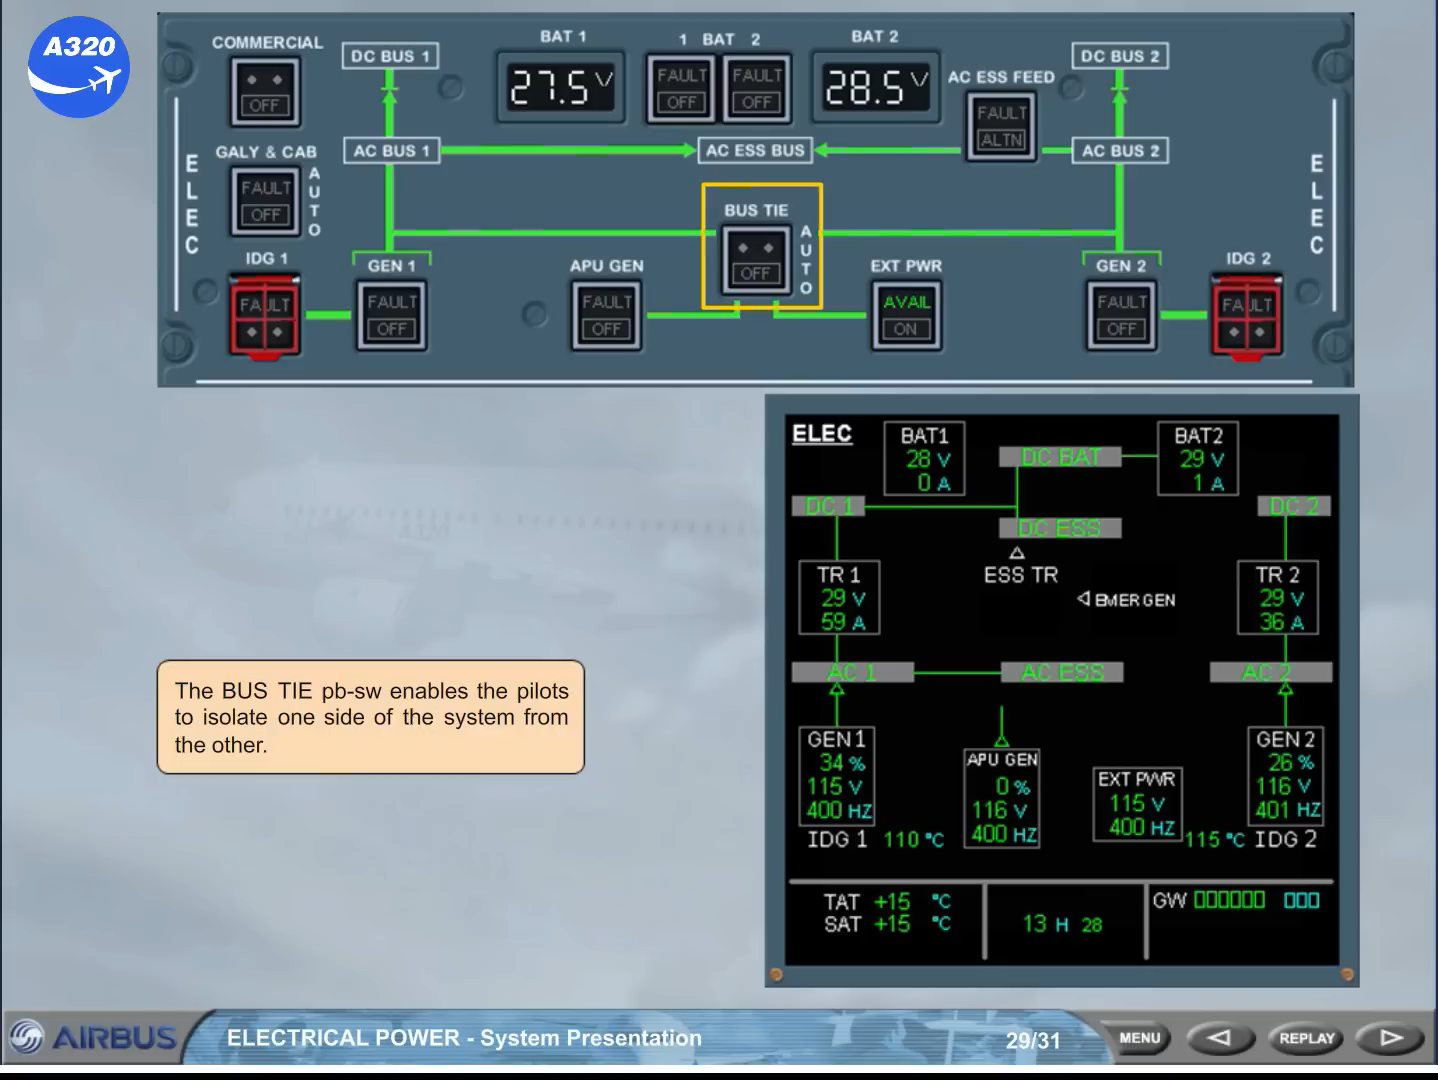 A320
COMMERCIAL
OFF
DC BUS 1
BAT 1
27.5 V
1 BAT 2
FAULT
OFF
FAULT
OFF
BAT 2
28.5 V
AC ESS FEED
FAULT
ALTN
DC BUS 2
GALY & CAB
FAULT
OFF
AUTO
AC BUS 1
AC ESS BUS
AC BUS 2
ELEC
ELEC
BUS TIE
OFF
AUTO
IDG 1
FAULT
GEN 1
FAULT
OFF
APU GEN
FAULT
OFF
EXT PWR
AVAIL
ON
GEN 2
FAULT
OFF
IDG 2
FAULT
ELEC
BAT1
28 V
0 A
DC BAT
BAT2
29 V
1 A
DC 1
DC 2
DC ESS
ESS TR
EMER GEN
TR 1
29 V
59 A
TR 2
29 V
36 A
AC 1
AC ESS
AC 2
GEN 1
34 %
115 V
400 HZ
IDG 1 110 °C
APU GEN
0 %
116 V
400 HZ
EXT PWR
115 V
400 HZ
GEN 2
26 %
116 V
401 HZ
115 °C IDG 2
TAT +15 °C
SAT +15 °C
13 H 28
GW
The BUS TIE pb-sw enables the pilots
to isolate one side of the system from
the other.
AIRBUS
ELECTRICAL POWER - System Presentation
29/31
MENU
REPLAY